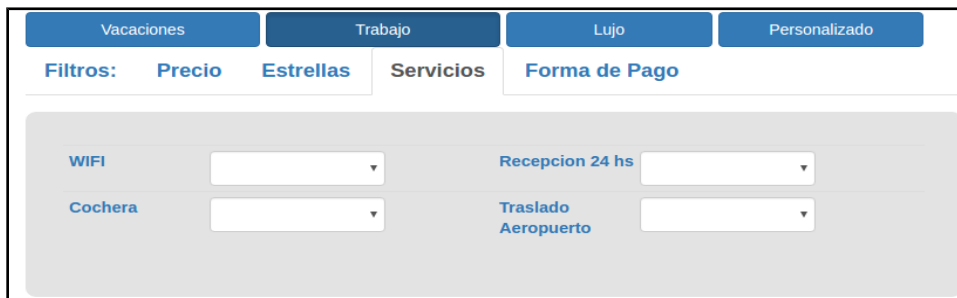 Vacaciones Trabajo Lujo Personalizado
Filtros: Precio Estrellas Servicios Forma de Pago
WIFI Recepcion 24 hs
Cochera Traslado
Aeropuerto